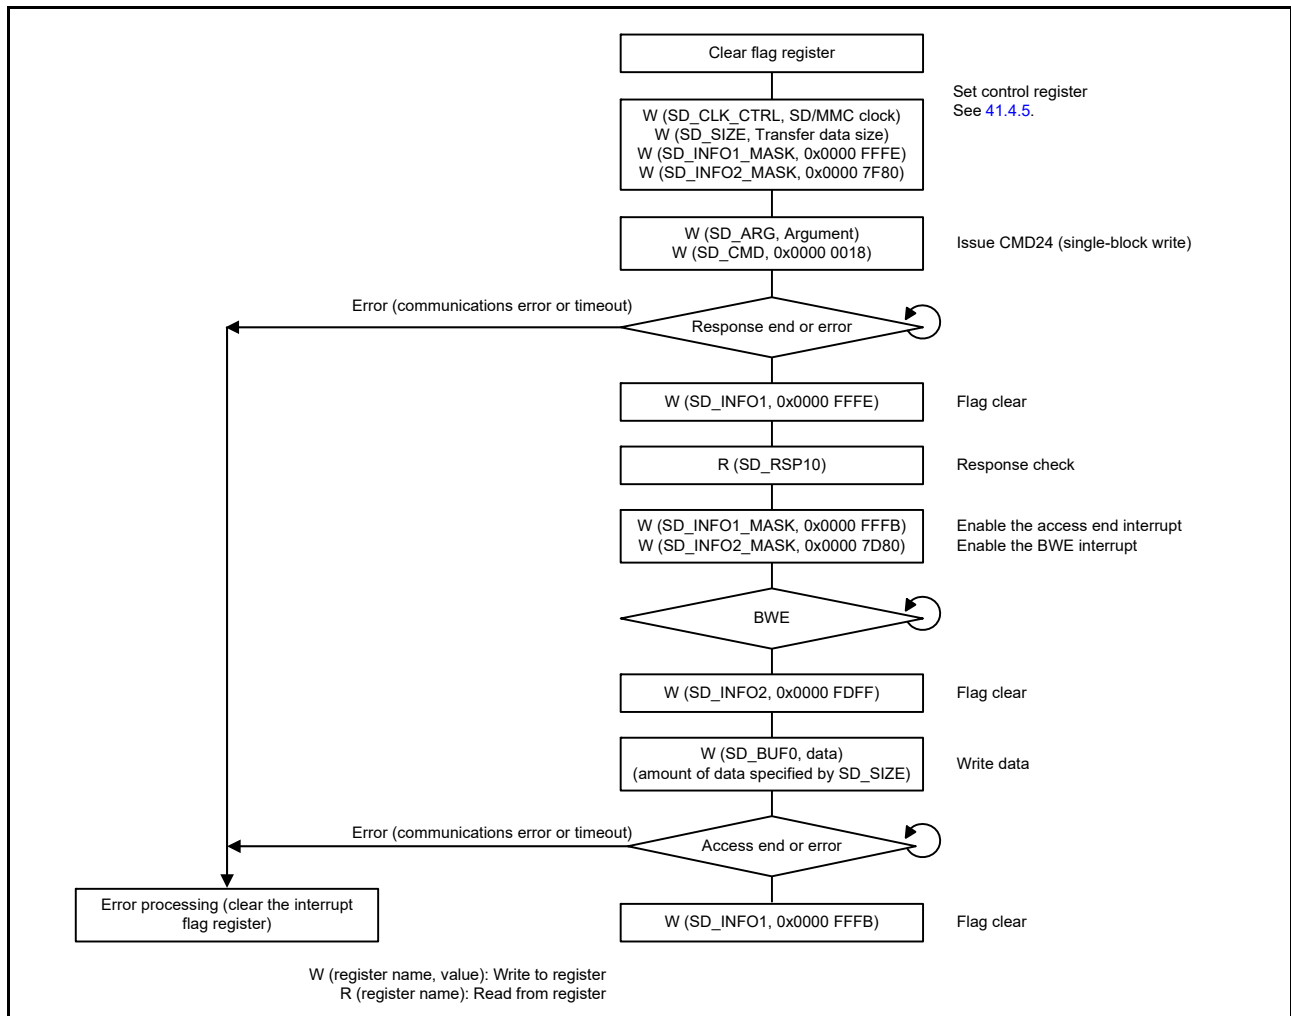 Clear flag register
Set control register
See 41.4.5.
W (SD_CLK_CTRL, SD/MMC clock)
W (SD_SIZE, Transfer data size)
W (SD_INFO1_MASK, 0x0000 FFFE)
W (SD_INFO2_MASK, 0x0000 7F80)
W (SD_ARG, Argument)
W (SD_CMD, 0x0000 0018)
Issue CMD24 (single-block write)
Error (communications error or timeout)
Response end or error
W (SD_INFO1, 0x0000 FFFE)
Flag clear
R (SD_RSP10)
Response check
W (SD_INFO1_MASK, 0x0000 FFFB)
W (SD_INFO2_MASK, 0x0000 7D80)
Enable the access end interrupt
Enable the BWE interrupt
BWE
W (SD_INFO2, 0x0000 FDFF)
Flag clear
W (SD_BUF0, data)
(amount of data specified by SD_SIZE)
Write data
Error (communications error or timeout)
Access end or error
Error processing (clear the interrupt
flag register)
W (SD_INFO1, 0x0000 FFFB)
Flag clear
W (register name, value): Write to register
R (register name): Read from register